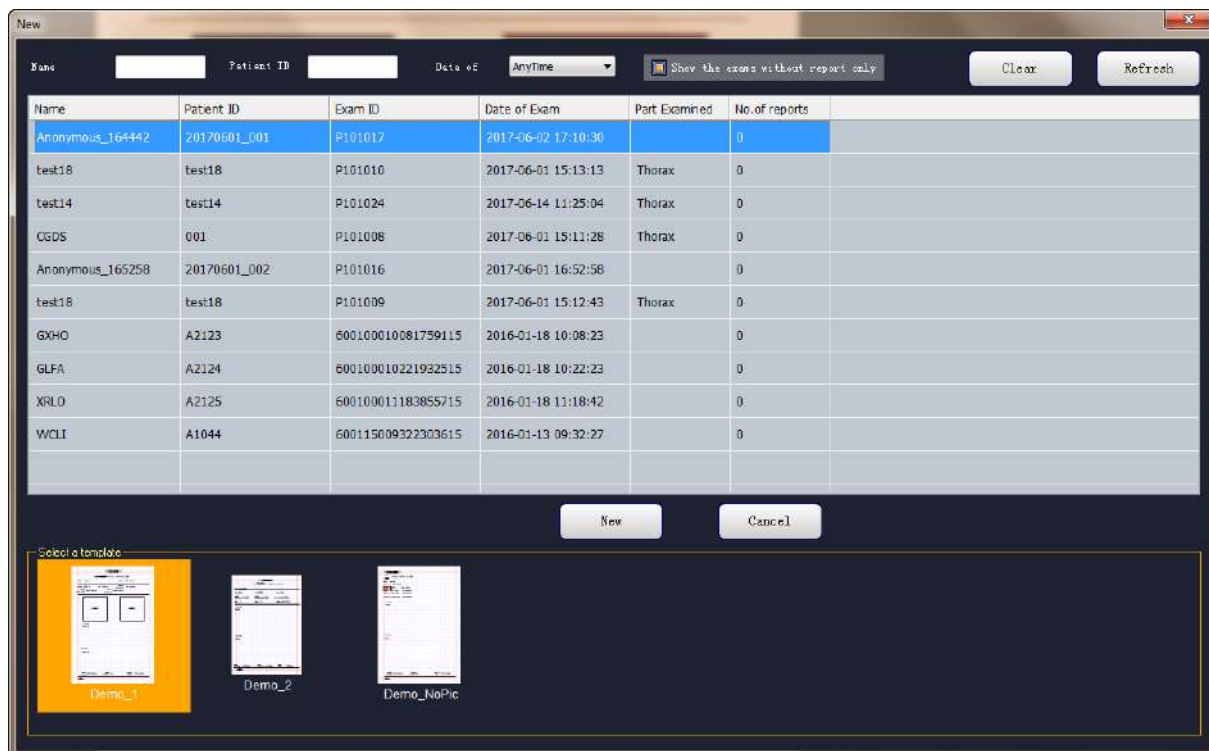 New
Name Patient ID Date of AnyTime Show the exams without report only Clear Refresh
Name Patient ID Exam ID Date of Exam Part Examined No.of reports
Anonymous_164442 20170601_001 P101017 2017-06-02 17:10:30 0
test18 test18 P101010 2017-06-01 15:13:13 Thorax 0
test14 test14 P101024 2017-06-14 11:25:04 Thorax 0
CGDS 001 P101008 2017-06-01 15:11:28 Thorax 0
Anonymous_165258 20170601_002 P101016 2017-06-01 16:52:58 0
test18 test18 P101009 2017-06-01 15:12:43 Thorax 0
GXHO A2123 600100010081759115 2016-01-18 10:08:23 0
GLFA A2124 600100010221932515 2016-01-18 10:22:23 0
XRLO A2125 600100011183855715 2016-01-18 11:18:42 0
WCLI A1044 600115009322303615 2016-01-13 09:32:27 0
New Cancel
Select a template
Demo_1 Demo_2 Demo_NoPic